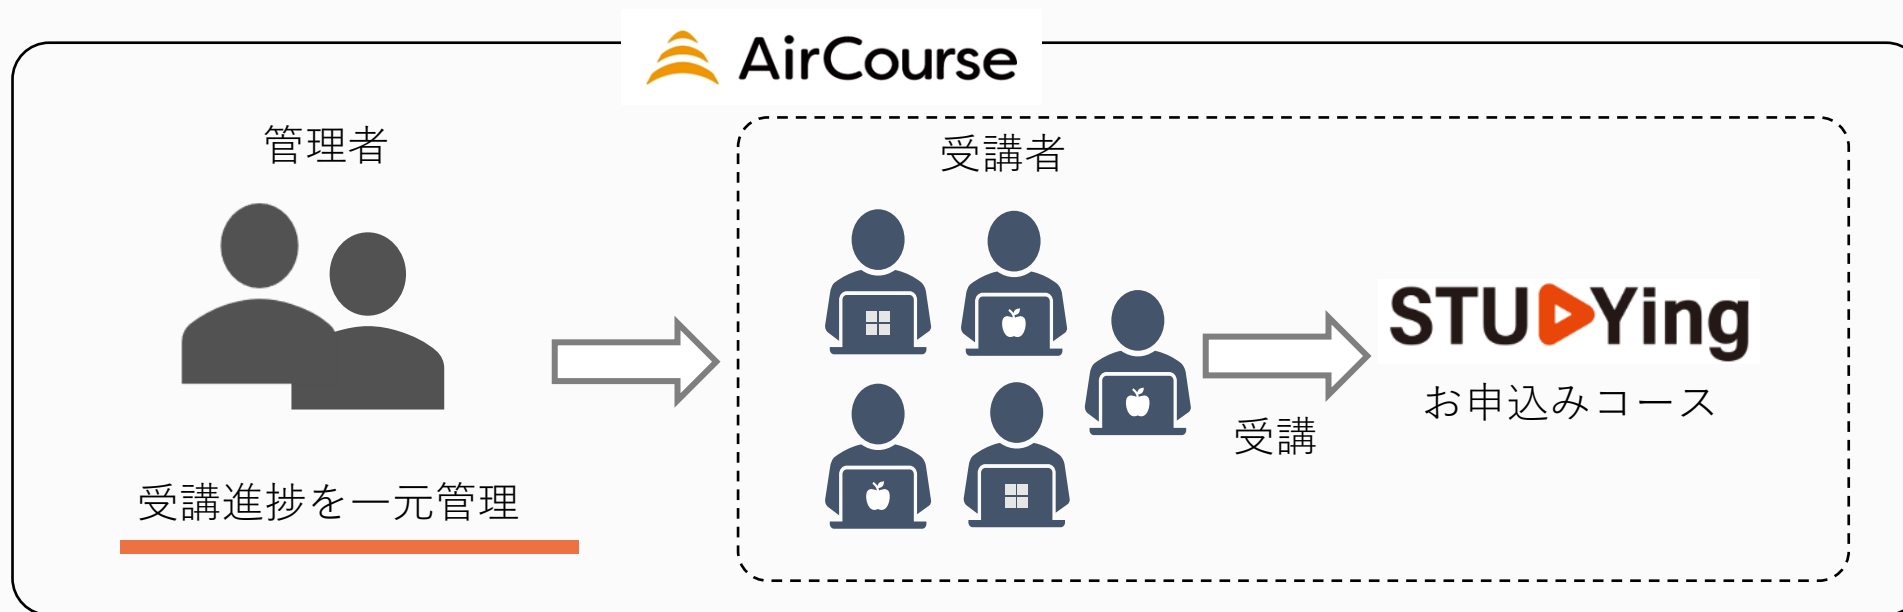 AirCourse
管理者
受講者
STUDYing
お申込みコース
受講
受講進捗を一元管理